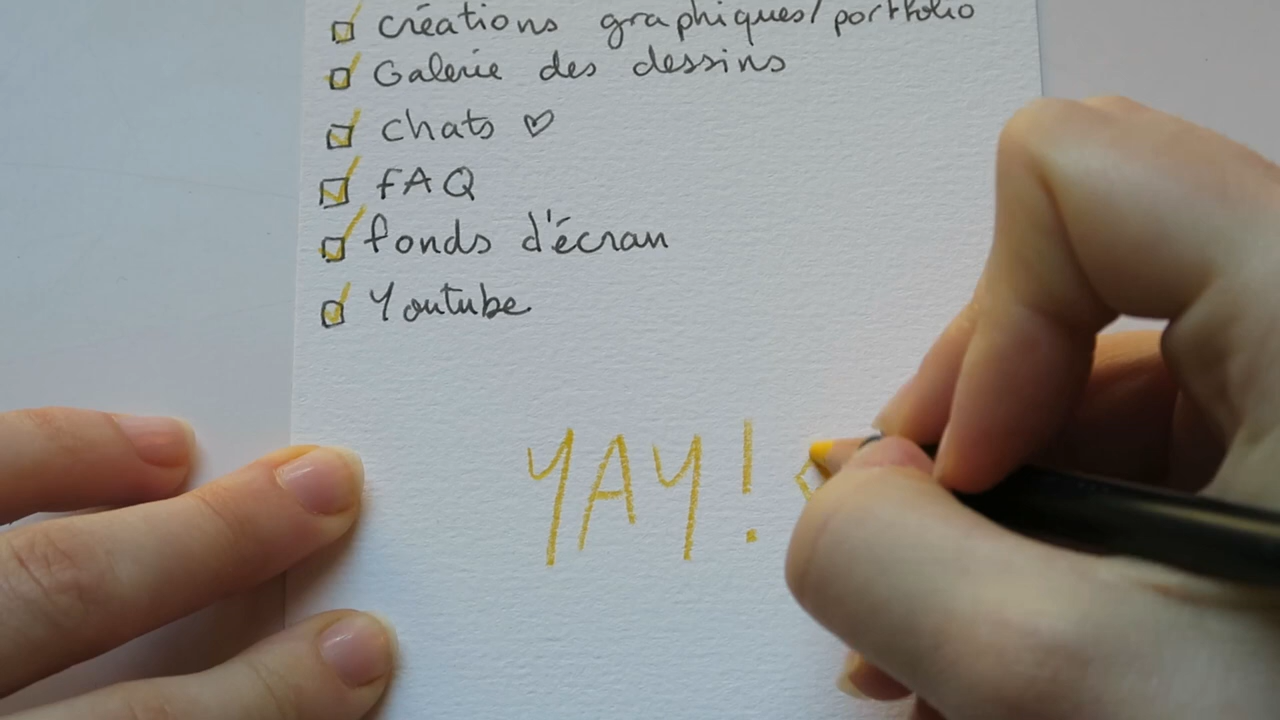 créations graphiques/portfolio
Galerie des dessins
chats ♡
FAQ
fonds d'écran
Youtube
YAY!